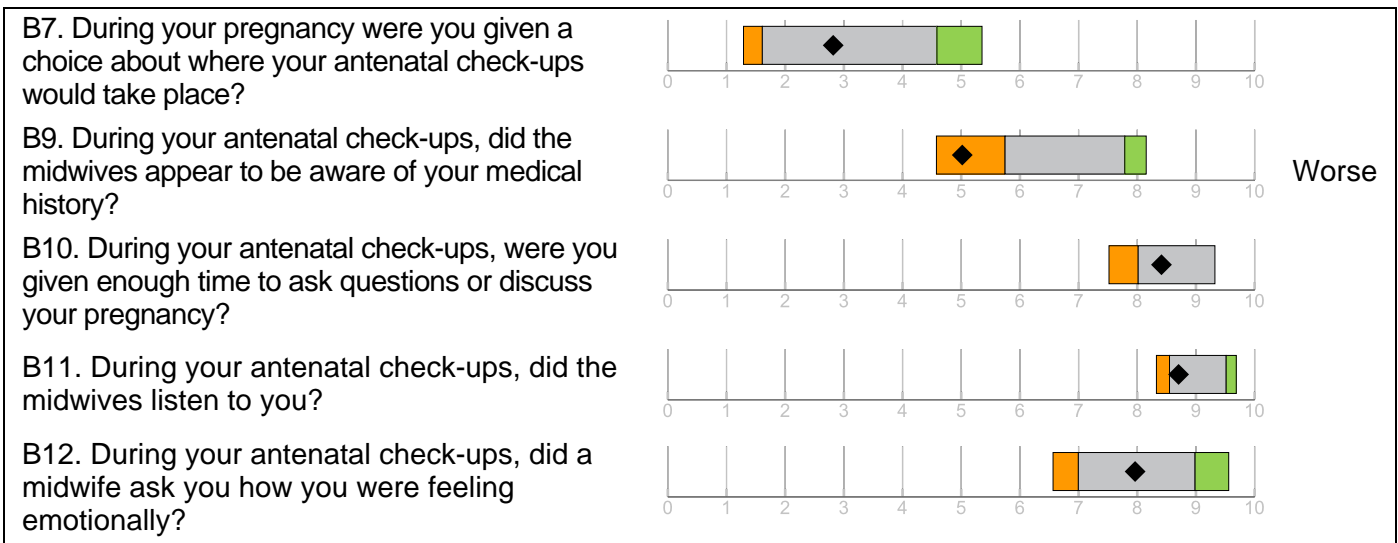 B7. During your pregnancy were you given a
choice about where your antenatal check-ups
would take place?
0 1 2 3 4 5 6 7 8 9 10
B9. During your antenatal check-ups, did the
midwives appear to be aware of your medical
history?
0 1 2 3 4 5 6 7 8 9 10
Worse
B10. During your antenatal check-ups, were you
given enough time to ask questions or discuss
your pregnancy?
0 1 2 3 4 5 6 7 8 9 10
B11. During your antenatal check-ups, did the
midwives listen to you?
0 1 2 3 4 5 6 7 8 9 10
B12. During your antenatal check-ups, did a
midwife ask you how you were feeling
emotionally?
0 1 2 3 4 5 6 7 8 9 10